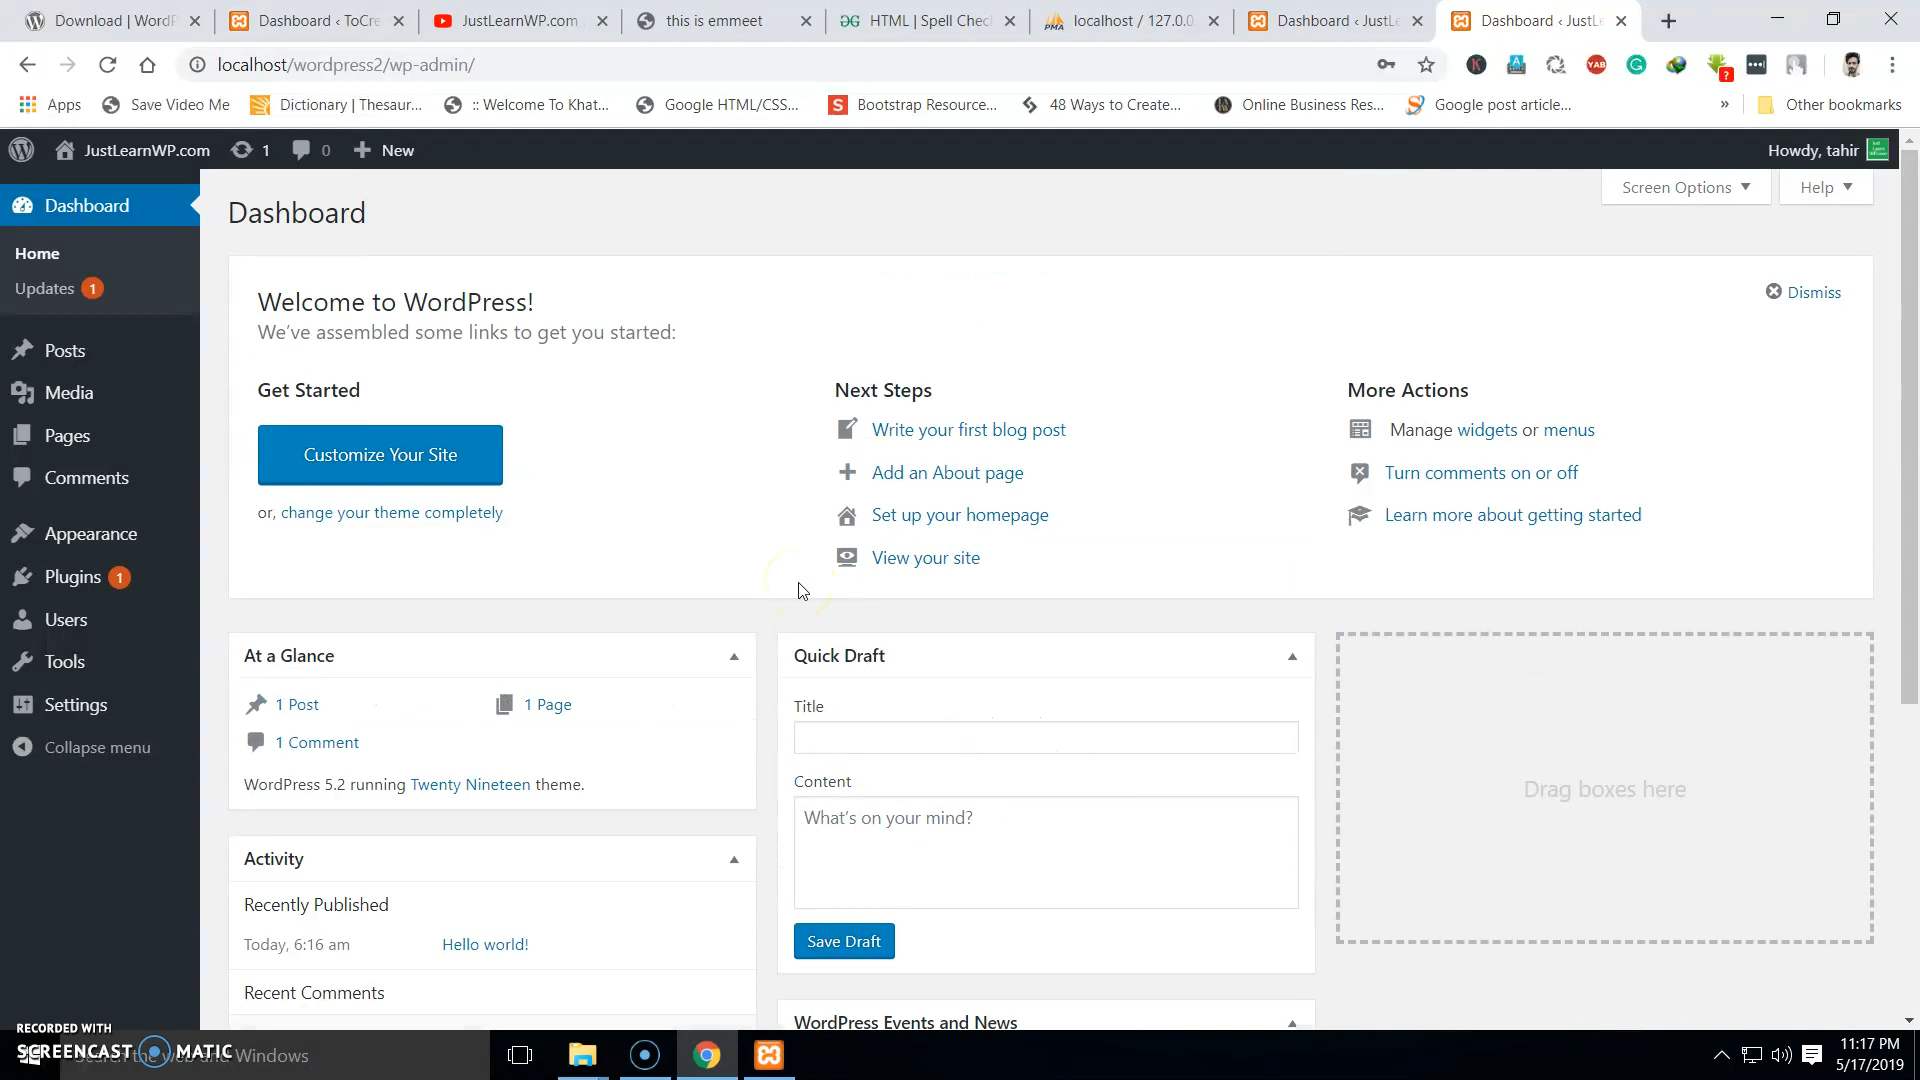 Download | WordP
Dashboard ‹ ToCre
JustLearnWP.com
this is emmeet
HTML | Spell Chec
localhost / 127.0.0
Dashboard ‹ JustLe
Dashboard ‹ JustLe
localhost/wordpress2/wp-admin/
Apps
Save Video Me
Dictionary | Thesaur...
:: Welcome To Khat...
Google HTML/CSS...
Bootstrap Resource...
48 Ways to Create...
Online Business Res...
Google post article...
»
Other bookmarks
JustLearnWP.com
1
0
New
Howdy, tahir
Dashboard
Home
Updates 1
Posts
Media
Pages
Comments
Appearance
Plugins 1
Users
Tools
Settings
Collapse menu
Screen Options
Help
Dashboard
Welcome to WordPress!
We've assembled some links to get you started:
Dismiss
Get Started
Customize Your Site
or, change your theme completely
Next Steps
Write your first blog post
Add an About page
Set up your homepage
View your site
More Actions
Manage widgets or menus
Turn comments on or off
Learn more about getting started
At a Glance
1 Post
1 Page
1 Comment
WordPress 5.2 running Twenty Nineteen theme.
Activity
Recently Published
Today, 6:16 am
Hello world!
Recent Comments
Quick Draft
Title
Content
What's on your mind?
Save Draft
WordPress Events and News
Drag boxes here
RECORDED WITH
SCREENCAST MATIC
and Windows
11:17 PM
5/17/2019